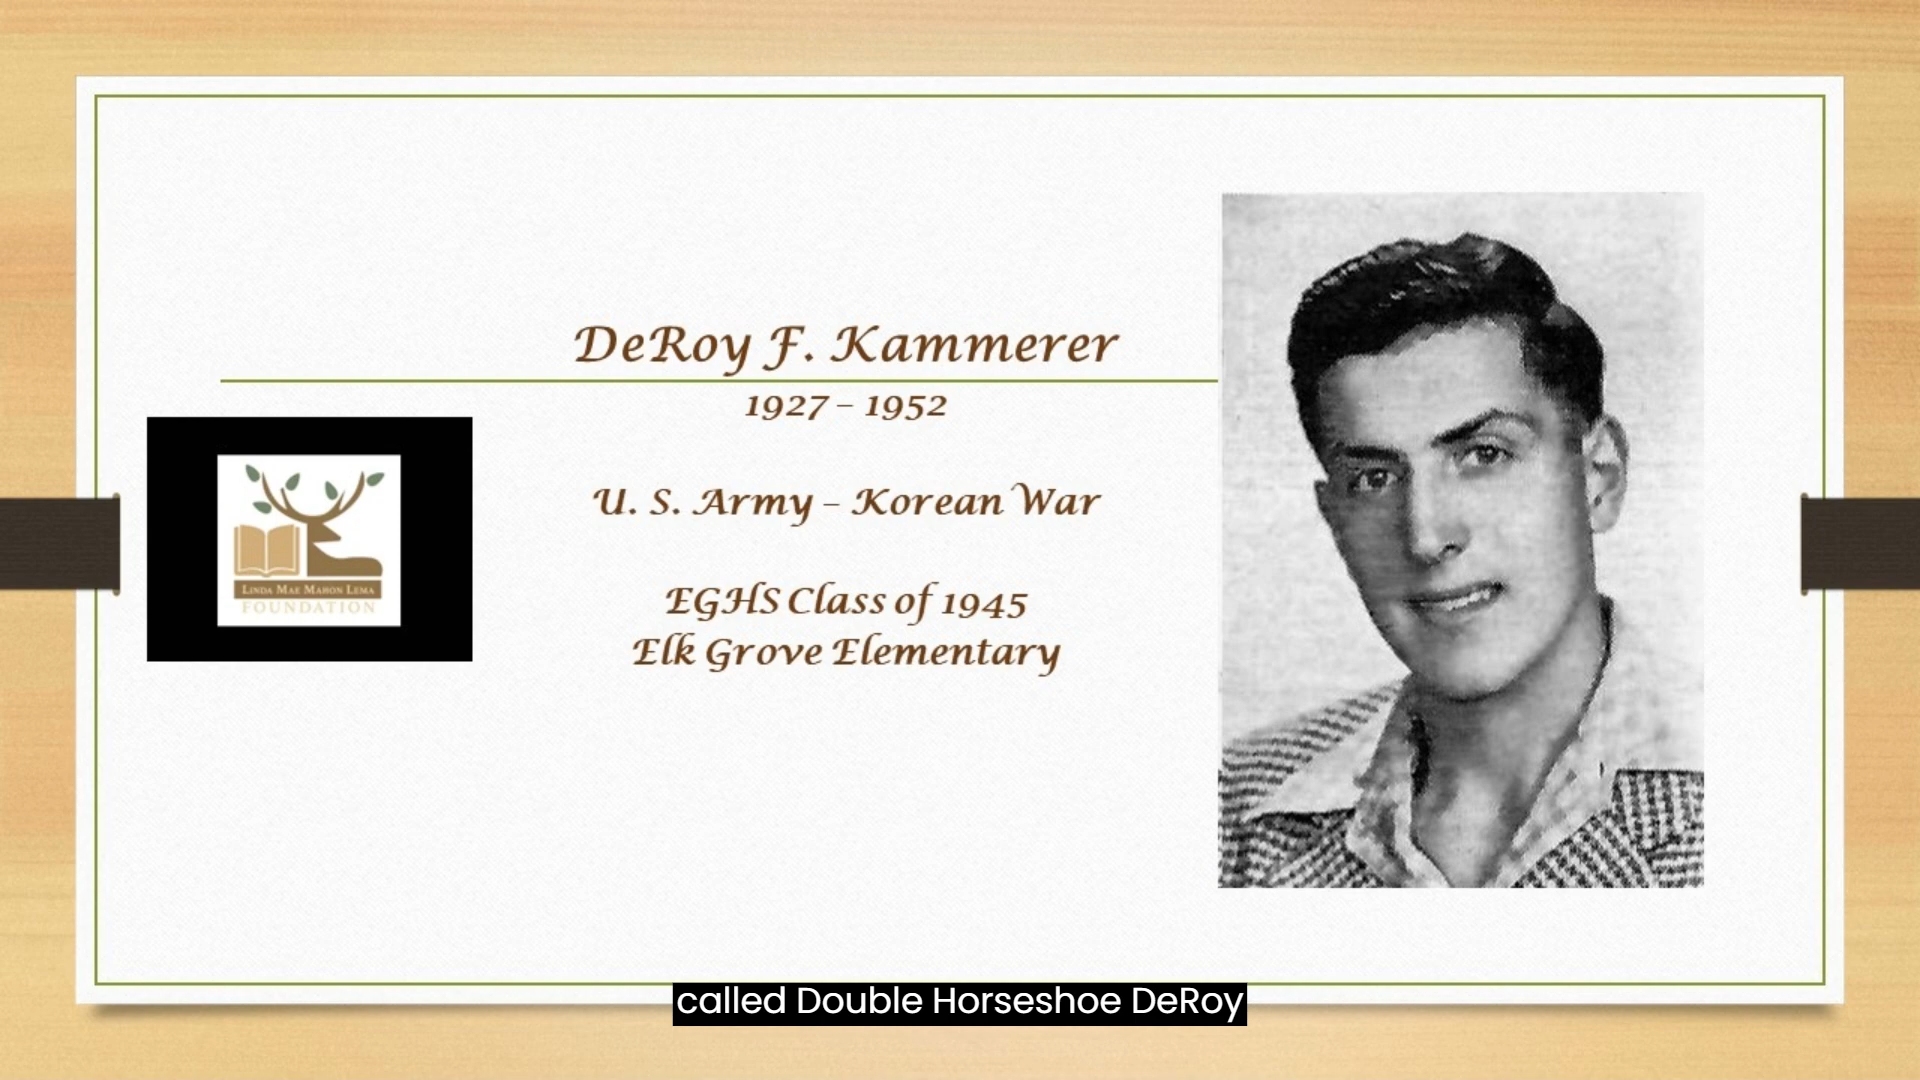 DeRoy F. Kammerer
1927 – 1952
U. S. Army – Korean War
EGHS Class of 1945
Elk Grove Elementary
LINDA MAE MAHON LEMA
FOUNDATION
called Double Horseshoe DeRoy